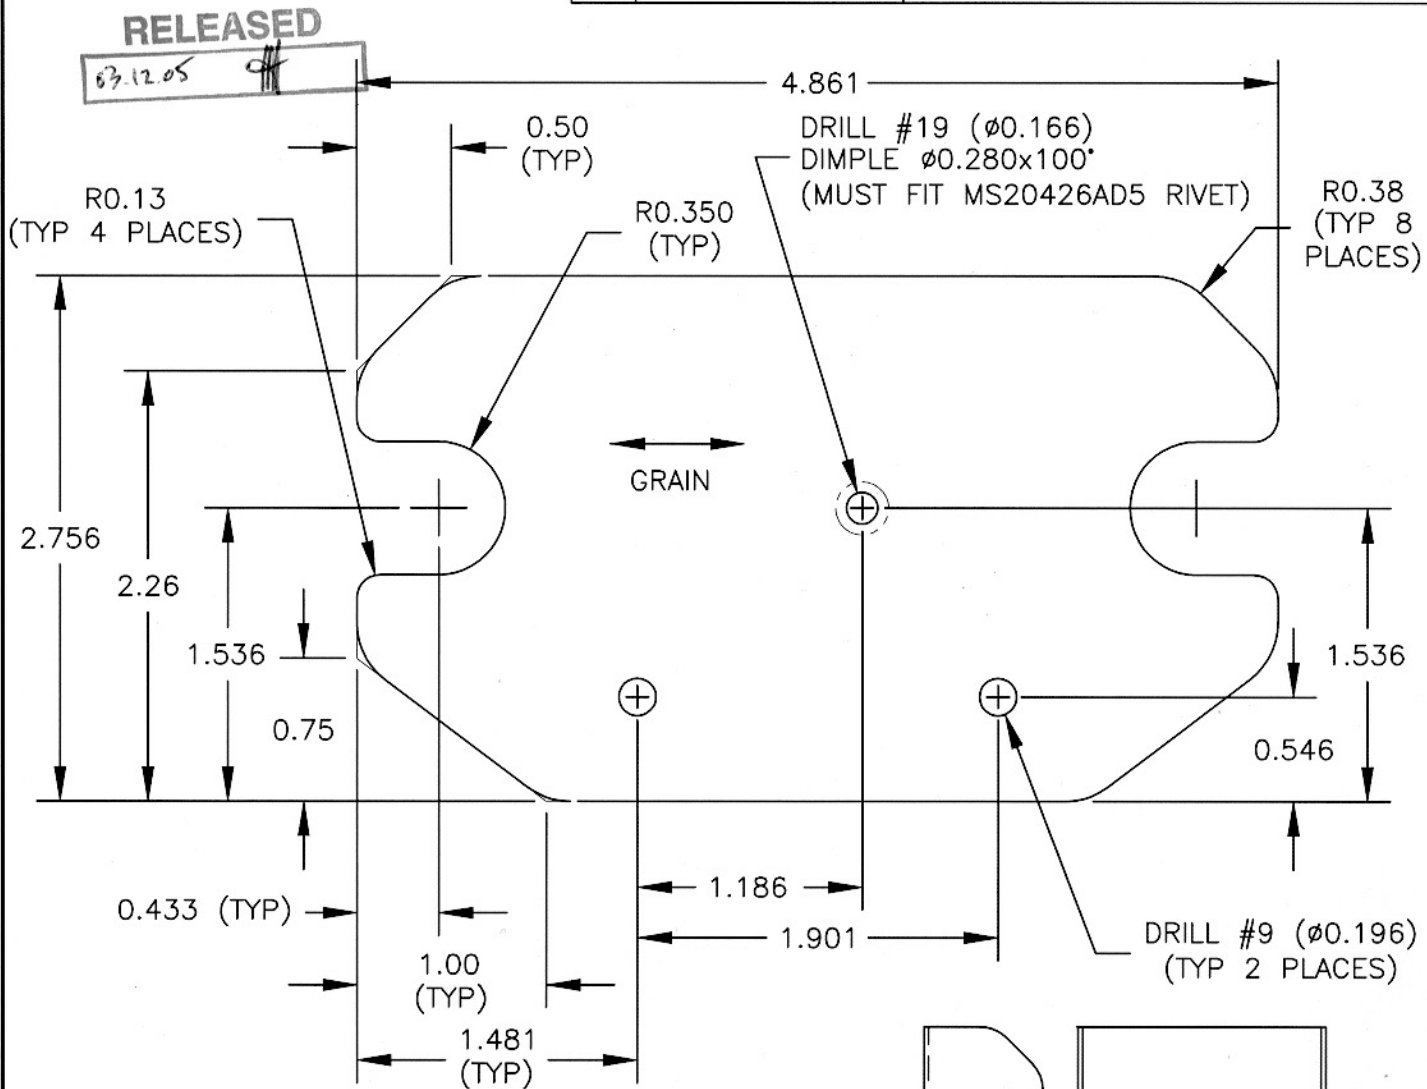 RELEASED
03.12.05
4.861
0.50
(TYP)
DRILL #19 (ø0.166)
DIMPLE ø0.280x100°
(MUST FIT MS20426AD5 RIVET)
R0.13
(TYP 4 PLACES)
R0.350
(TYP)
R0.38
(TYP 8
PLACES)
GRAIN
2.756
2.26
1.536
0.75
1.536
0.546
0.433 (TYP)
1.186
1.901
1.00
(TYP)
DRILL #9 (ø0.196)
(TYP 2 PLACES)
1.481
(TYP)